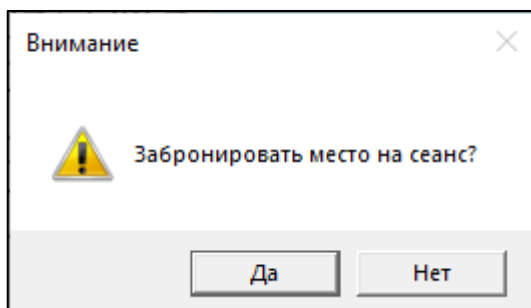 Внимание
Забронировать место на сеанс?
Да
Нет